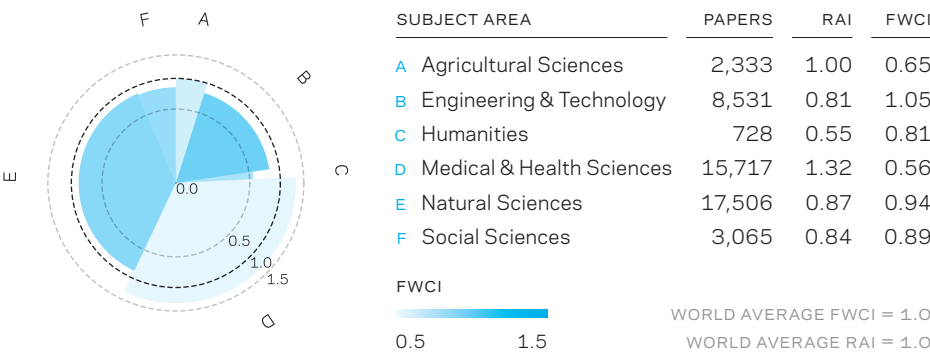 F A
B
C
E
D
0.0
0.5
1.0
1.5
SUBJECT AREA PAPERS RAI FWCI
A Agricultural Sciences 2,333 1.00 0.65
B Engineering & Technology 8,531 0.81 1.05
C Humanities 728 0.55 0.81
D Medical & Health Sciences 15,717 1.32 0.56
E Natural Sciences 17,506 0.87 0.94
F Social Sciences 3,065 0.84 0.89
FWCI
0.5 1.5
WORLD AVERAGE FWCI = 1.0
WORLD AVERAGE RAI = 1.0